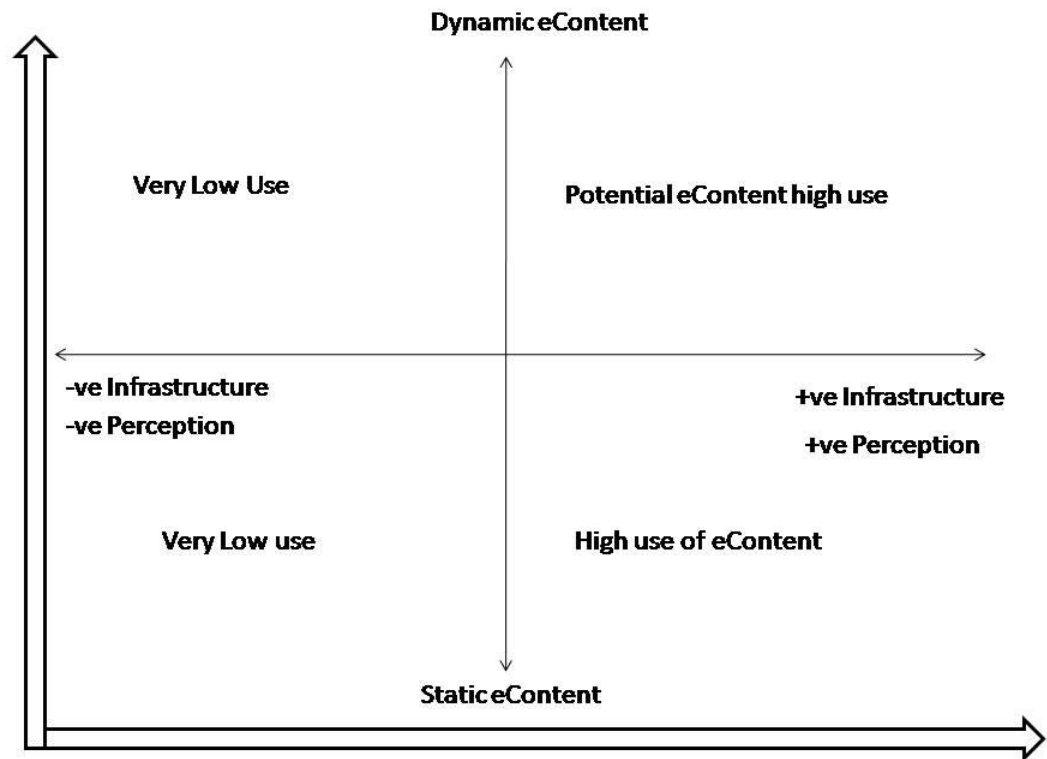 Dynamic eContent
Very Low Use
Potential eContent high use
-ve Infrastructure
-ve Perception
+ve Infrastructure
+ve Perception
Very Low use
High use of eContent
Static eContent